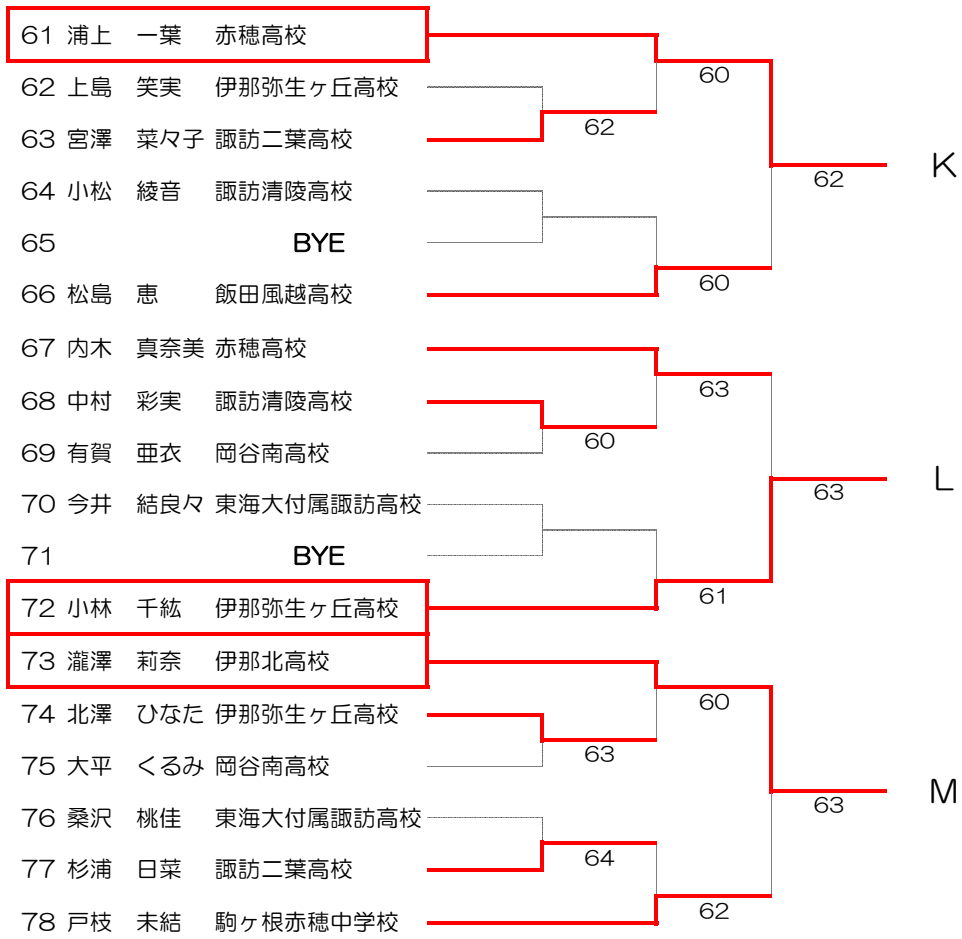 61 浦上 一葉 赤穂高校
60
62 上島 笑実 伊那弥生ヶ丘高校
62
63 宮澤 菜々子 諏訪二葉高校
62
K
64 小松 綾音 諏訪清陵高校
65 BYE
60
66 松島 恵 飯田風越高校
67 内木 真奈美 赤穂高校
63
68 中村 彩実 諏訪清陵高校
60
69 有賀 亜衣 岡谷南高校
63
L
70 今井 結良々 東海大付属諏訪高校
71 BYE
61
72 小林 千紘 伊那弥生ヶ丘高校
73 瀧澤 莉奈 伊那北高校
60
74 北澤 ひなた 伊那弥生ヶ丘高校
63
75 大平 くるみ 岡谷南高校
63
M
76 桑沢 桃佳 東海大付属諏訪高校
64
77 杉浦 日菜 諏訪二葉高校
62
78 戸枝 未結 駒ヶ根赤穂中学校